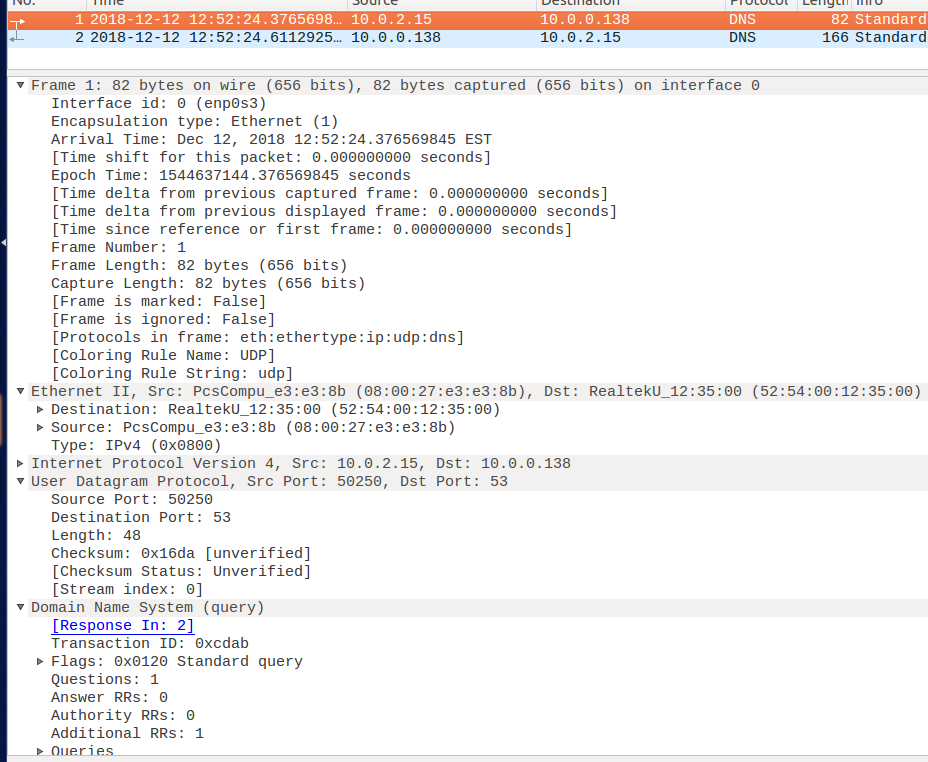 No. Time Source Destination Protocol Length Info
1 2018-12-12 12:52:24.3765698… 10.0.2.15 10.0.0.138 DNS 82 Standard
2 2018-12-12 12:52:24.6112925… 10.0.0.138 10.0.2.15 DNS 166 Standard
Frame 1: 82 bytes on wire (656 bits), 82 bytes captured (656 bits) on interface 0
Interface id: 0 (enp0s3)
Encapsulation type: Ethernet (1)
Arrival Time: Dec 12, 2018 12:52:24.376569845 EST
[Time shift for this packet: 0.000000000 seconds]
Epoch Time: 1544637144.376569845 seconds
[Time delta from previous captured frame: 0.000000000 seconds]
[Time delta from previous displayed frame: 0.000000000 seconds]
[Time since reference or first frame: 0.000000000 seconds]
Frame Number: 1
Frame Length: 82 bytes (656 bits)
Capture Length: 82 bytes (656 bits)
[Frame is marked: False]
[Frame is ignored: False]
[Protocols in frame: eth:ethertype:ip:udp:dns]
[Coloring Rule Name: UDP]
[Coloring Rule String: udp]
Ethernet II, Src: PcsCompu_e3:e3:8b (08:00:27:e3:e3:8b), Dst: RealtekU_12:35:00 (52:54:00:12:35:00)
Destination: RealtekU_12:35:00 (52:54:00:12:35:00)
Source: PcsCompu_e3:e3:8b (08:00:27:e3:e3:8b)
Type: IPv4 (0x0800)
Internet Protocol Version 4, Src: 10.0.2.15, Dst: 10.0.0.138
User Datagram Protocol, Src Port: 50250, Dst Port: 53
Source Port: 50250
Destination Port: 53
Length: 48
Checksum: 0x16da [unverified]
[Checksum Status: Unverified]
[Stream index: 0]
Domain Name System (query)
[Response In: 2]
Transaction ID: 0xcdab
Flags: 0x0120 Standard query
Questions: 1
Answer RRs: 0
Authority RRs: 0
Additional RRs: 1
Queries